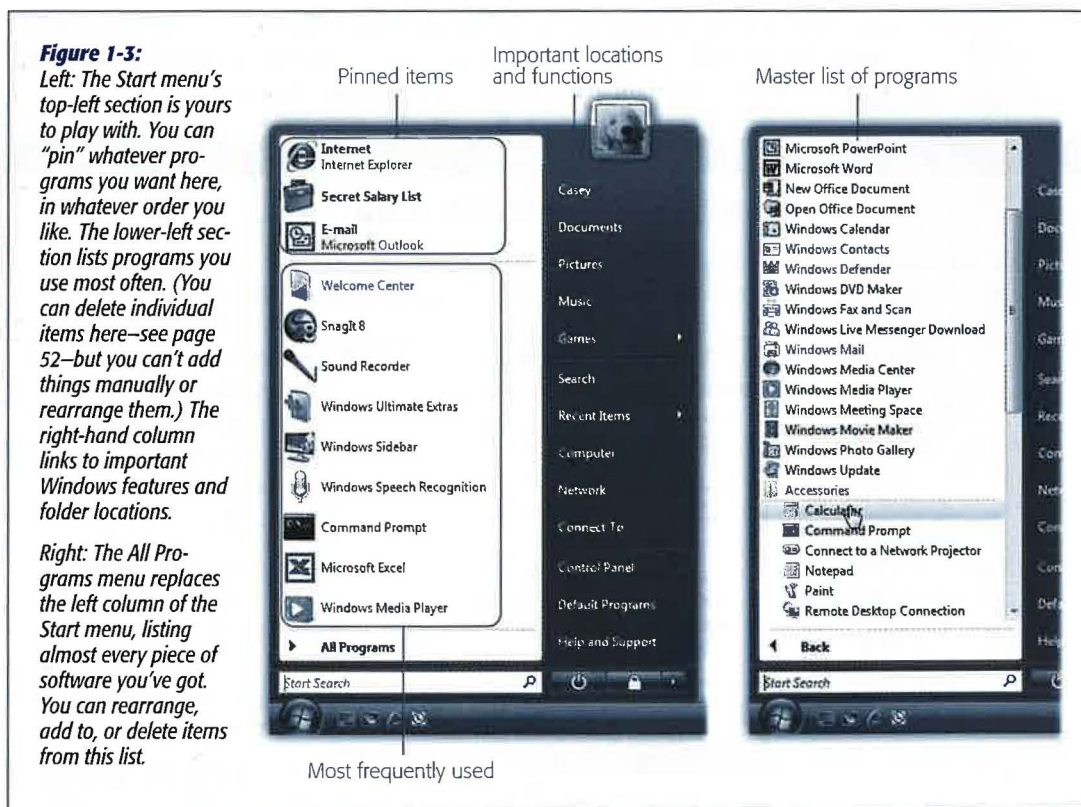 Figure 1-3:
Left: The Start menu's
top-left section is yours
to play with. You can
"pin" whatever pro-
grams you want here,
in whatever order you
like. The lower-left sec-
tion lists programs you
use most often. (You
can delete individual
items here—see page
52—but you can't add
things manually or
rearrange them.) The
right-hand column
links to important
Windows features and
folder locations.
Right: The All Pro-
grams menu replaces
the left column of the
Start menu, listing
almost every piece of
software you've got.
You can rearrange,
add to, or delete items
from this list.
Pinned items
Important locations
and functions
Master list of programs
Internet
Internet Explorer
Secret Salary List
E-mail
Microsoft Outlook
Welcome Center
SnagIt 8
Sound Recorder
Windows Ultimate Extras
Windows Sidebar
Windows Speech Recognition
Command Prompt
Microsoft Excel
Windows Media Player
All Programs
Start Search
Casey
Documents
Pictures
Music
Games
Search
Recent Items
Computer
Network
Connect To
Control Panel
Default Programs
Help and Support
Most frequently used
Microsoft PowerPoint
Microsoft Word
New Office Document
Open Office Document
Windows Calendar
Windows Contacts
Windows Defender
Windows DVD Maker
Windows Fax and Scan
Windows Live Messenger Download
Windows Mail
Windows Media Center
Windows Media Player
Windows Meeting Space
Windows Movie Maker
Windows Photo Gallery
Windows Update
Accessories
Calculator
Command Prompt
Connect to a Network Projector
Notepad
Paint
Remote Desktop Connection
Back
Start Search